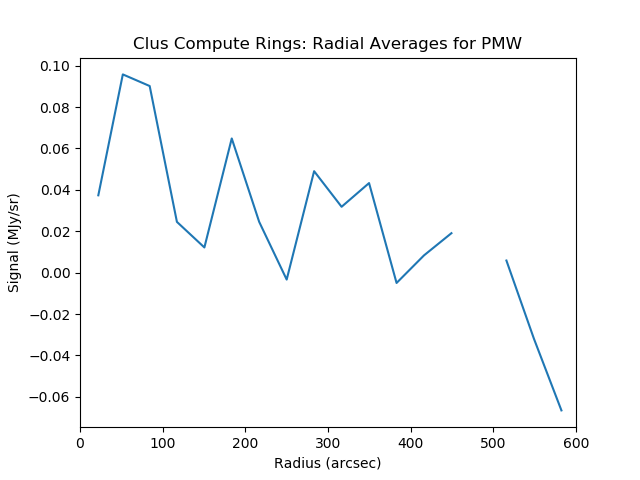 Clus Compute Rings: Radial Averages for PMW
0.10
0.08
0.06
0.04
0.02
0.00
−0.02
−0.04
−0.06
Signal (MJy/sr)
0 100 200 300 400 500 600
Radius (arcsec)